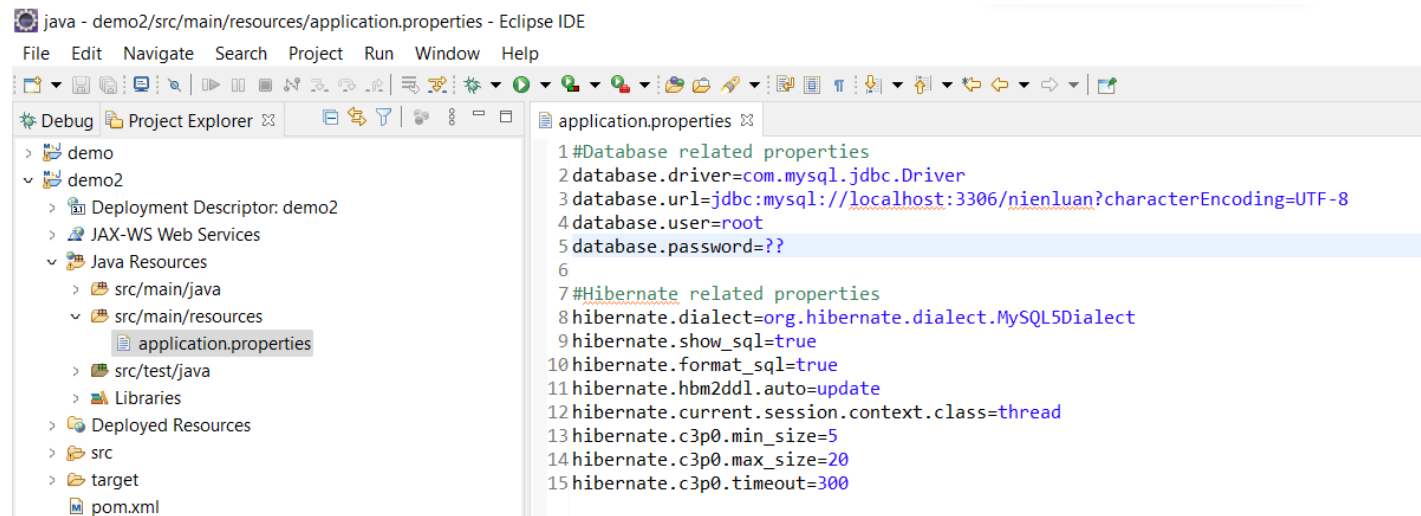 java - demo2/src/main/resources/application.properties - Eclipse IDE
File Edit Navigate Search Project Run Window Help
Debug Project Explorer
demo
demo2
Deployment Descriptor: demo2
JAX-WS Web Services
Java Resources
src/main/java
src/main/resources
application.properties
src/test/java
Libraries
Deployed Resources
src
target
pom.xml
application.properties
1 #Database related properties
2 database.driver=com.mysql.jdbc.Driver
3 database.url=jdbc:mysql://localhost:3306/nienluan?characterEncoding=UTF-8
4 database.user=root
5 database.password=??
6
7 #Hibernate related properties
8 hibernate.dialect=org.hibernate.dialect.MySQL5Dialect
9 hibernate.show_sql=true
10 hibernate.format_sql=true
11 hibernate.hbm2ddl.auto=update
12 hibernate.current.session.context.class=thread
13 hibernate.c3p0.min_size=5
14 hibernate.c3p0.max_size=20
15 hibernate.c3p0.timeout=300